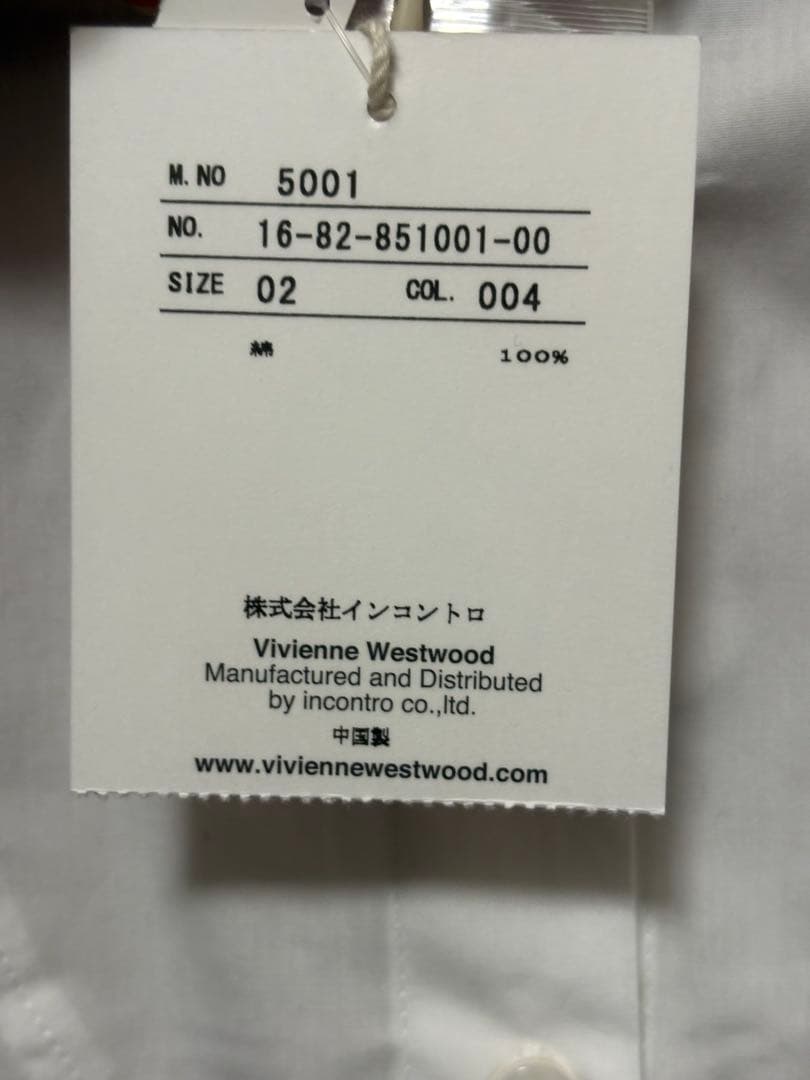 M.NO 5001
NO. 16-82-851001-00
SIZE 02 COL. 004
綿 100%
株式会社インコントロ
Vivienne Westwood
Manufactured and Distributed
by incontro co.,ltd.
中国製
www.viviennewestwood.com